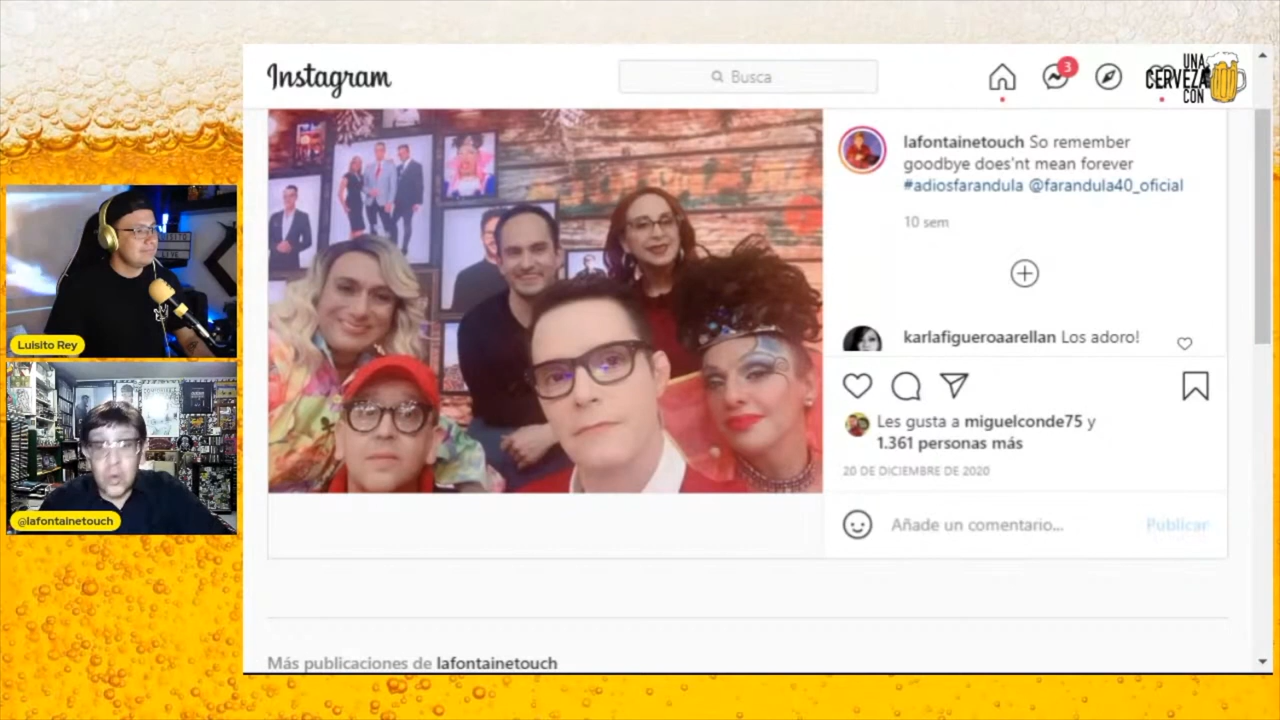 Instagram
Busca
3
UNA
CERVEZA
CON
lafontainetouch So remember
goodbye does'nt mean forever
#adiosfarandula @farandula40_oficial
10 sem
karlafigueroaarellan Los adoro!
Les gusta a miguelconde75 y
1.361 personas más
20 DE DICIEMBRE DE 2020
Añade un comentario...
Publicar
Más publicaciones de lafontainetouch
Luisito Rey
@lafontainetouch